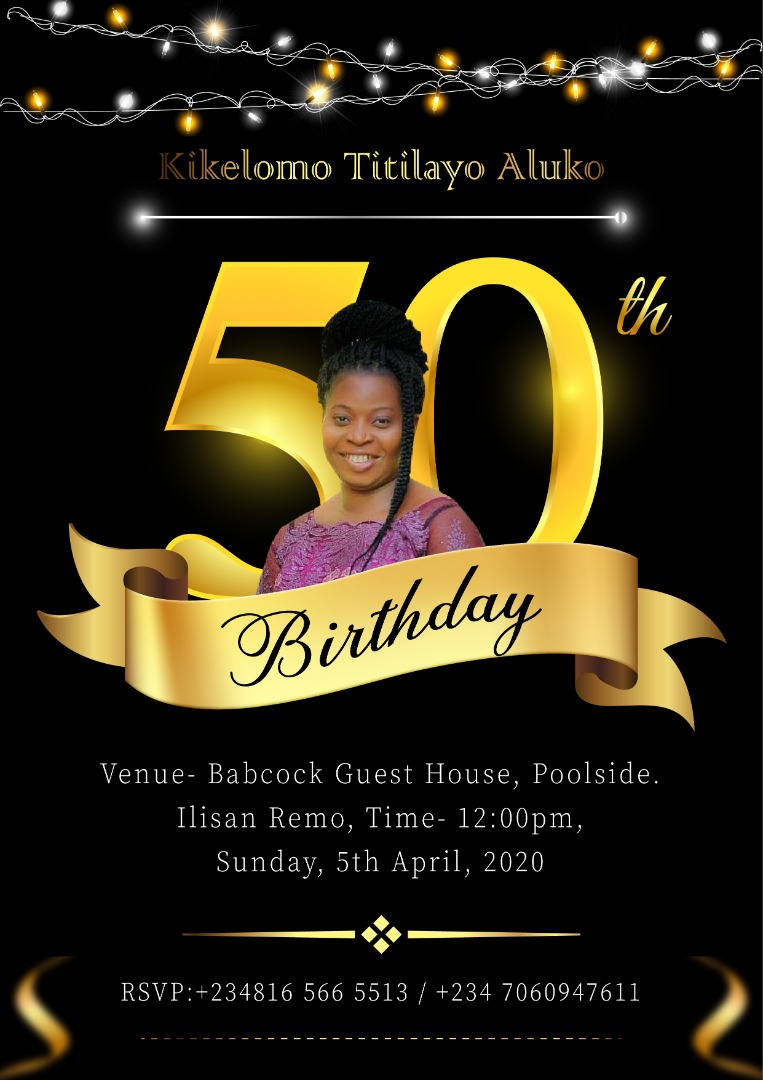 Kikelomo Titilayo Aluko
50th
Birthday
Venue- Babcock Guest House, Poolside.
Ilisan Remo, Time- 12:00pm,
Sunday, 5th April, 2020
RSVP:+234816 566 5513 / +234 7060947611